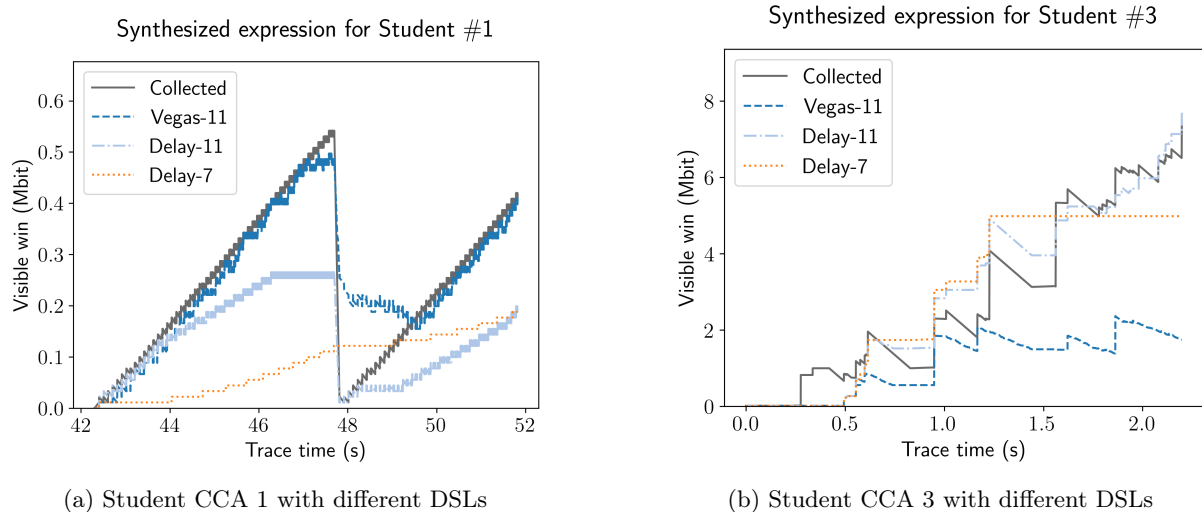 Synthesized expression for Student #1
Visible win (Mbit)
0.6
0.5
0.4
0.3
0.2
0.1
0.0
Collected
Vegas-11
Delay-11
Delay-7
42
44
46
48
50
52
Trace time (s)
(a) Student CCA 1 with different DSLs
Synthesized expression for Student #3
Visible win (Mbit)
8
6
4
2
0
Collected
Vegas-11
Delay-11
Delay-7
0.0
0.5
1.0
1.5
2.0
Trace time (s)
(b) Student CCA 3 with different DSLs